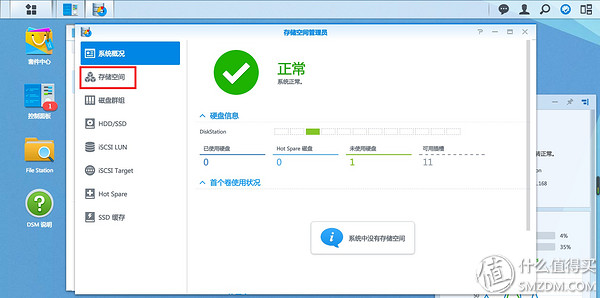 存储空间管理员
套件中心
控制面板
1
File Station
DSM 说明
系统概况
存储空间
磁盘群组
HDD/SSD
iSCSI LUN
iSCSI Target
Hot Spare
SSD 缓存
正常
系统正常。
硬盘信息
DiskStation
已使用硬盘
0
Hot Spare 磁盘
0
未使用硬盘
1
可用插槽
11
首个卷使用状况
系统中没有存储空间
转正常。
on
.168
4%
35%
值 什么值得买
SMZDM.COM